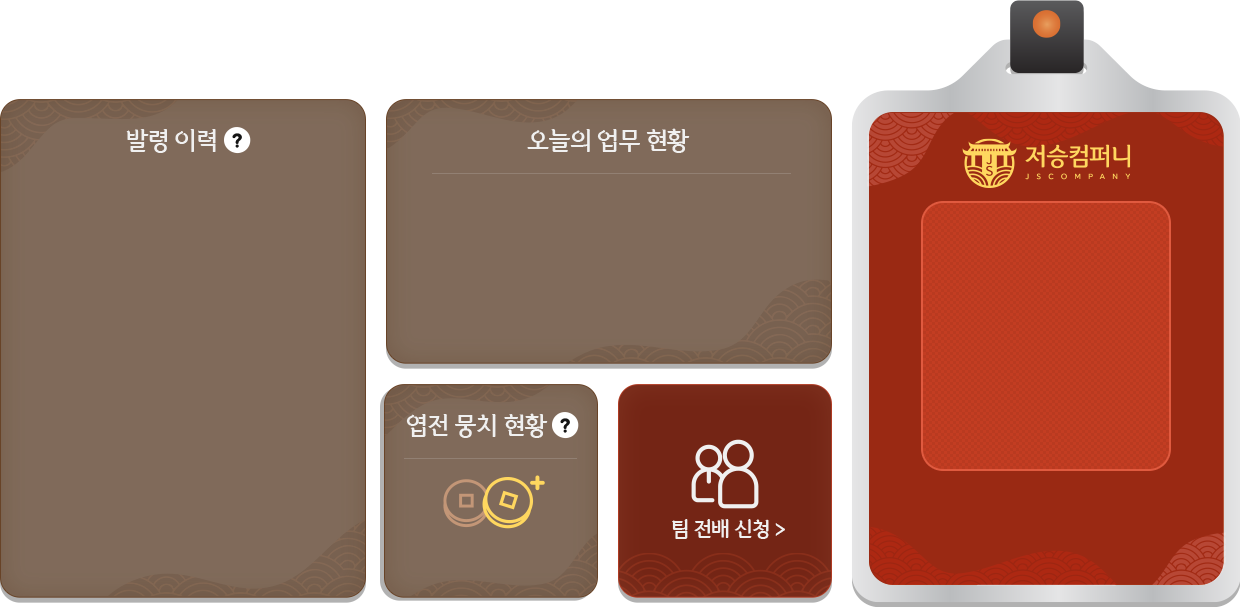 발령 이력 ?
오늘의 업무 현황
엽전 뭉치 현황 ?
팀 전배 신청 >
JS
저승컴퍼니
JSCOMPANY